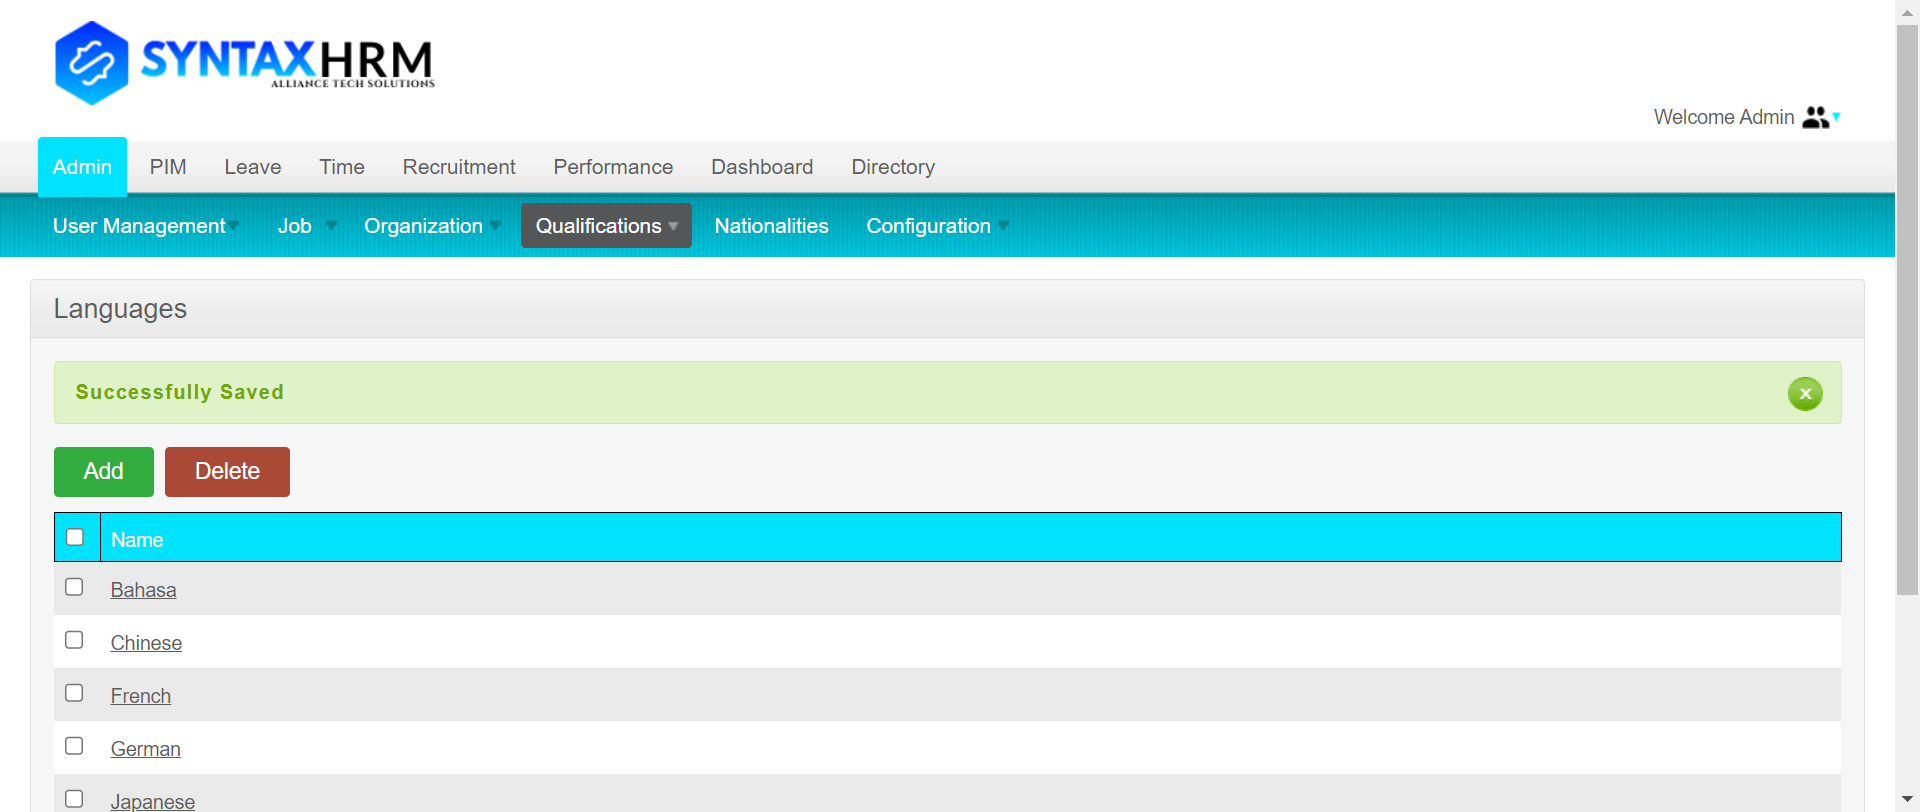 SYNTAXHRM
ALLIANCE TECH SOLUTIONS
Welcome Admin
Admin PIM Leave Time Recruitment Performance Dashboard Directory
User Management Job Organization Qualifications Nationalities Configuration
Languages
Successfully Saved
x
Add Delete
Name
Bahasa
Chinese
French
German
Japanese